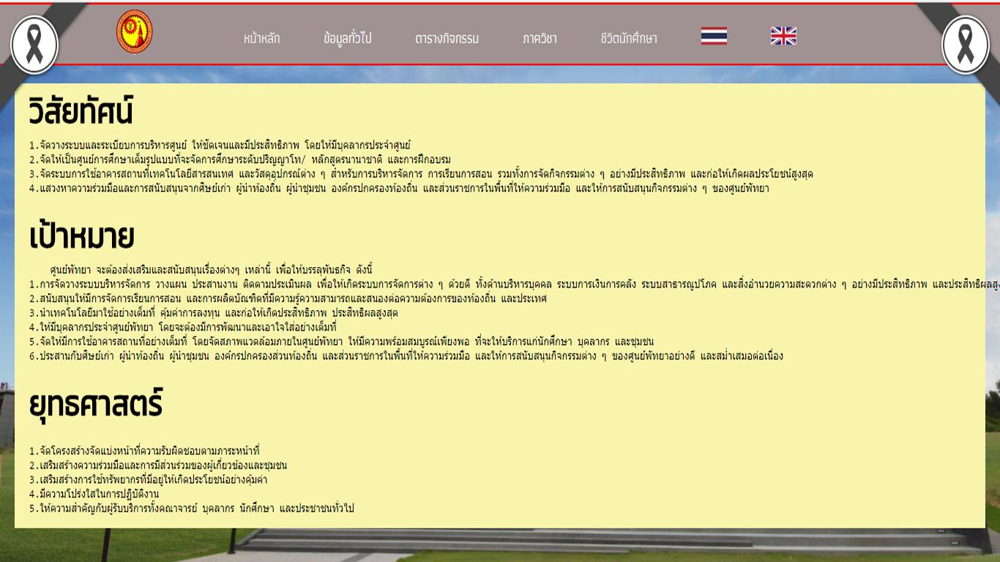 หน้าหลัก ข้อมูลทั่วไป ตารางกิจกรรม ภาควิชา ชีวิตนักศึกษา
วิสัยทัศน์
1.จัดวางระบบและระเบียบการบริหารศูนย์ ให้ชัดเจนและมีประสิทธิภาพ โดยให้มีบุคลากรประจำศูนย์
2.จัดให้เป็นศูนย์การศึกษาเต็มรูปแบบที่จะจัดการศึกษาระดับปริญญาโท/ หลักสูตรนานาชาติ และการฝึกอบรม
3.จัดระบบการใช้อาคารสถานที่เทคโนโลยีสารสนเทศ และวัสดุอุปกรณ์ต่าง ๆ สำหรับการบริหารจัดการ การเรียนการสอน รวมทั้งการจัดกิจกรรมต่าง ๆ อย่างมีประสิทธิภาพ และก่อให้เกิดผลประโยชน์สูงสุด
4.แสวงหาความร่วมมือและการสนับสนุนจากศิษย์เก่า ผู้นำท้องถิ่น ผู้นำชุมชน องค์กรปกครองท้องถิ่น และส่วนราชการในพื้นที่ให้ความร่วมมือ และให้การสนับสนุนกิจกรรมต่าง ๆ ของศูนย์พัทยา
เป้าหมาย
ศูนย์พัทยา จะต้องส่งเสริมและสนับสนุนเรื่องต่างๆ เหล่านี้ เพื่อให้บรรลุพันธกิจ ดังนี้
1.การจัดวางระบบบริหารจัดการ วางแผน ประสานงาน ติดตามประเมินผล เพื่อให้เกิดระบบการจัดการต่าง ๆ ด้วยดี ทั้งด้านบริหารบุคคล ระบบการเงินการคลัง ระบบสาธารณูปโภค และสิ่งอำนวยความสะดวกต่าง ๆ อย่างมีประสิทธิภาพ และประสิทธิผลสูง
2.สนับสนุนให้มีการจัดการเรียนการสอน และการผลิตบัณฑิตที่มีความรู้ความสามารถและสนองต่อความต้องการของท้องถิ่น และประเทศ
3.นำเทคโนโลยีมาใช้อย่างเต็มที่ คุ้มค่าการลงทุน และก่อให้เกิดประสิทธิภาพ ประสิทธิผลสูงสุด
4.ให้มีบุคลากรประจำศูนย์พัทยา โดยจะต้องมีการพัฒนาและเอาใจใส่อย่างเต็มที่
5.จัดให้มีการใช้อาคารสถานที่อย่างเต็มที่ โดยจัดสภาพแวดล้อมภายในศูนย์พัทยา ให้มีความพร้อมสมบูรณ์เพียงพอ ที่จะให้บริการแก่นักศึกษา บุคลากร และชุมชน
6.ประสานกับศิษย์เก่า ผู้นำท้องถิ่น ผู้นำชุมชน องค์กรปกครองส่วนท้องถิ่น และส่วนราชการในพื้นที่ให้ความร่วมมือ และให้การสนับสนุนกิจกรรมต่าง ๆ ของศูนย์พัทยาอย่างดี และสม่ำเสมอต่อเนื่อง
ยุทธศาสตร์
1.จัดโครงสร้างจัดแบ่งหน้าที่ความรับผิดชอบตามภาระหน้าที่
2.เสริมสร้างความร่วมมือและการมีส่วนร่วมของผู้เกี่ยวข้องและชุมชน
3.เสริมสร้างการใช้ทรัพยากรที่มีอยู่ให้เกิดประโยชน์อย่างคุ้มค่า
4.มีความโปร่งใสในการปฏิบัติงาน
5.ให้ความสำคัญกับผู้รับบริการทั้งคณาจารย์ บุคลากร นักศึกษา และประชาชนทั่วไป